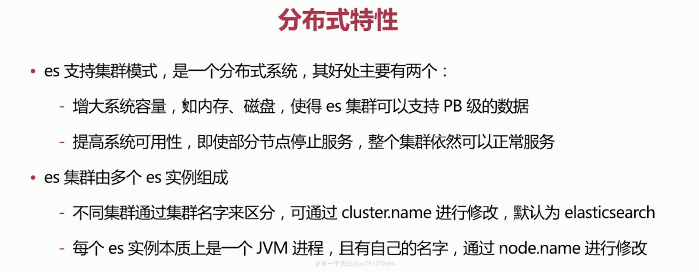 分布式特性
• es 支持集群模式，是一个分布式系统，其好处主要有两个：
- 增大系统容量，如内存、磁盘，使得 es 集群可以支持 PB 级的数据
- 提高系统可用性，即使部分节点停止服务，整个集群依然可以正常服务
• es 集群由多个 es 实例组成
- 不同集群通过集群名字来区分，可通过 cluster.name 进行修改，默认为 elasticsearch
- 每个 es 实例本质上是一个 JVM 进程，且有自己的名字，通过 node.name 进行修改